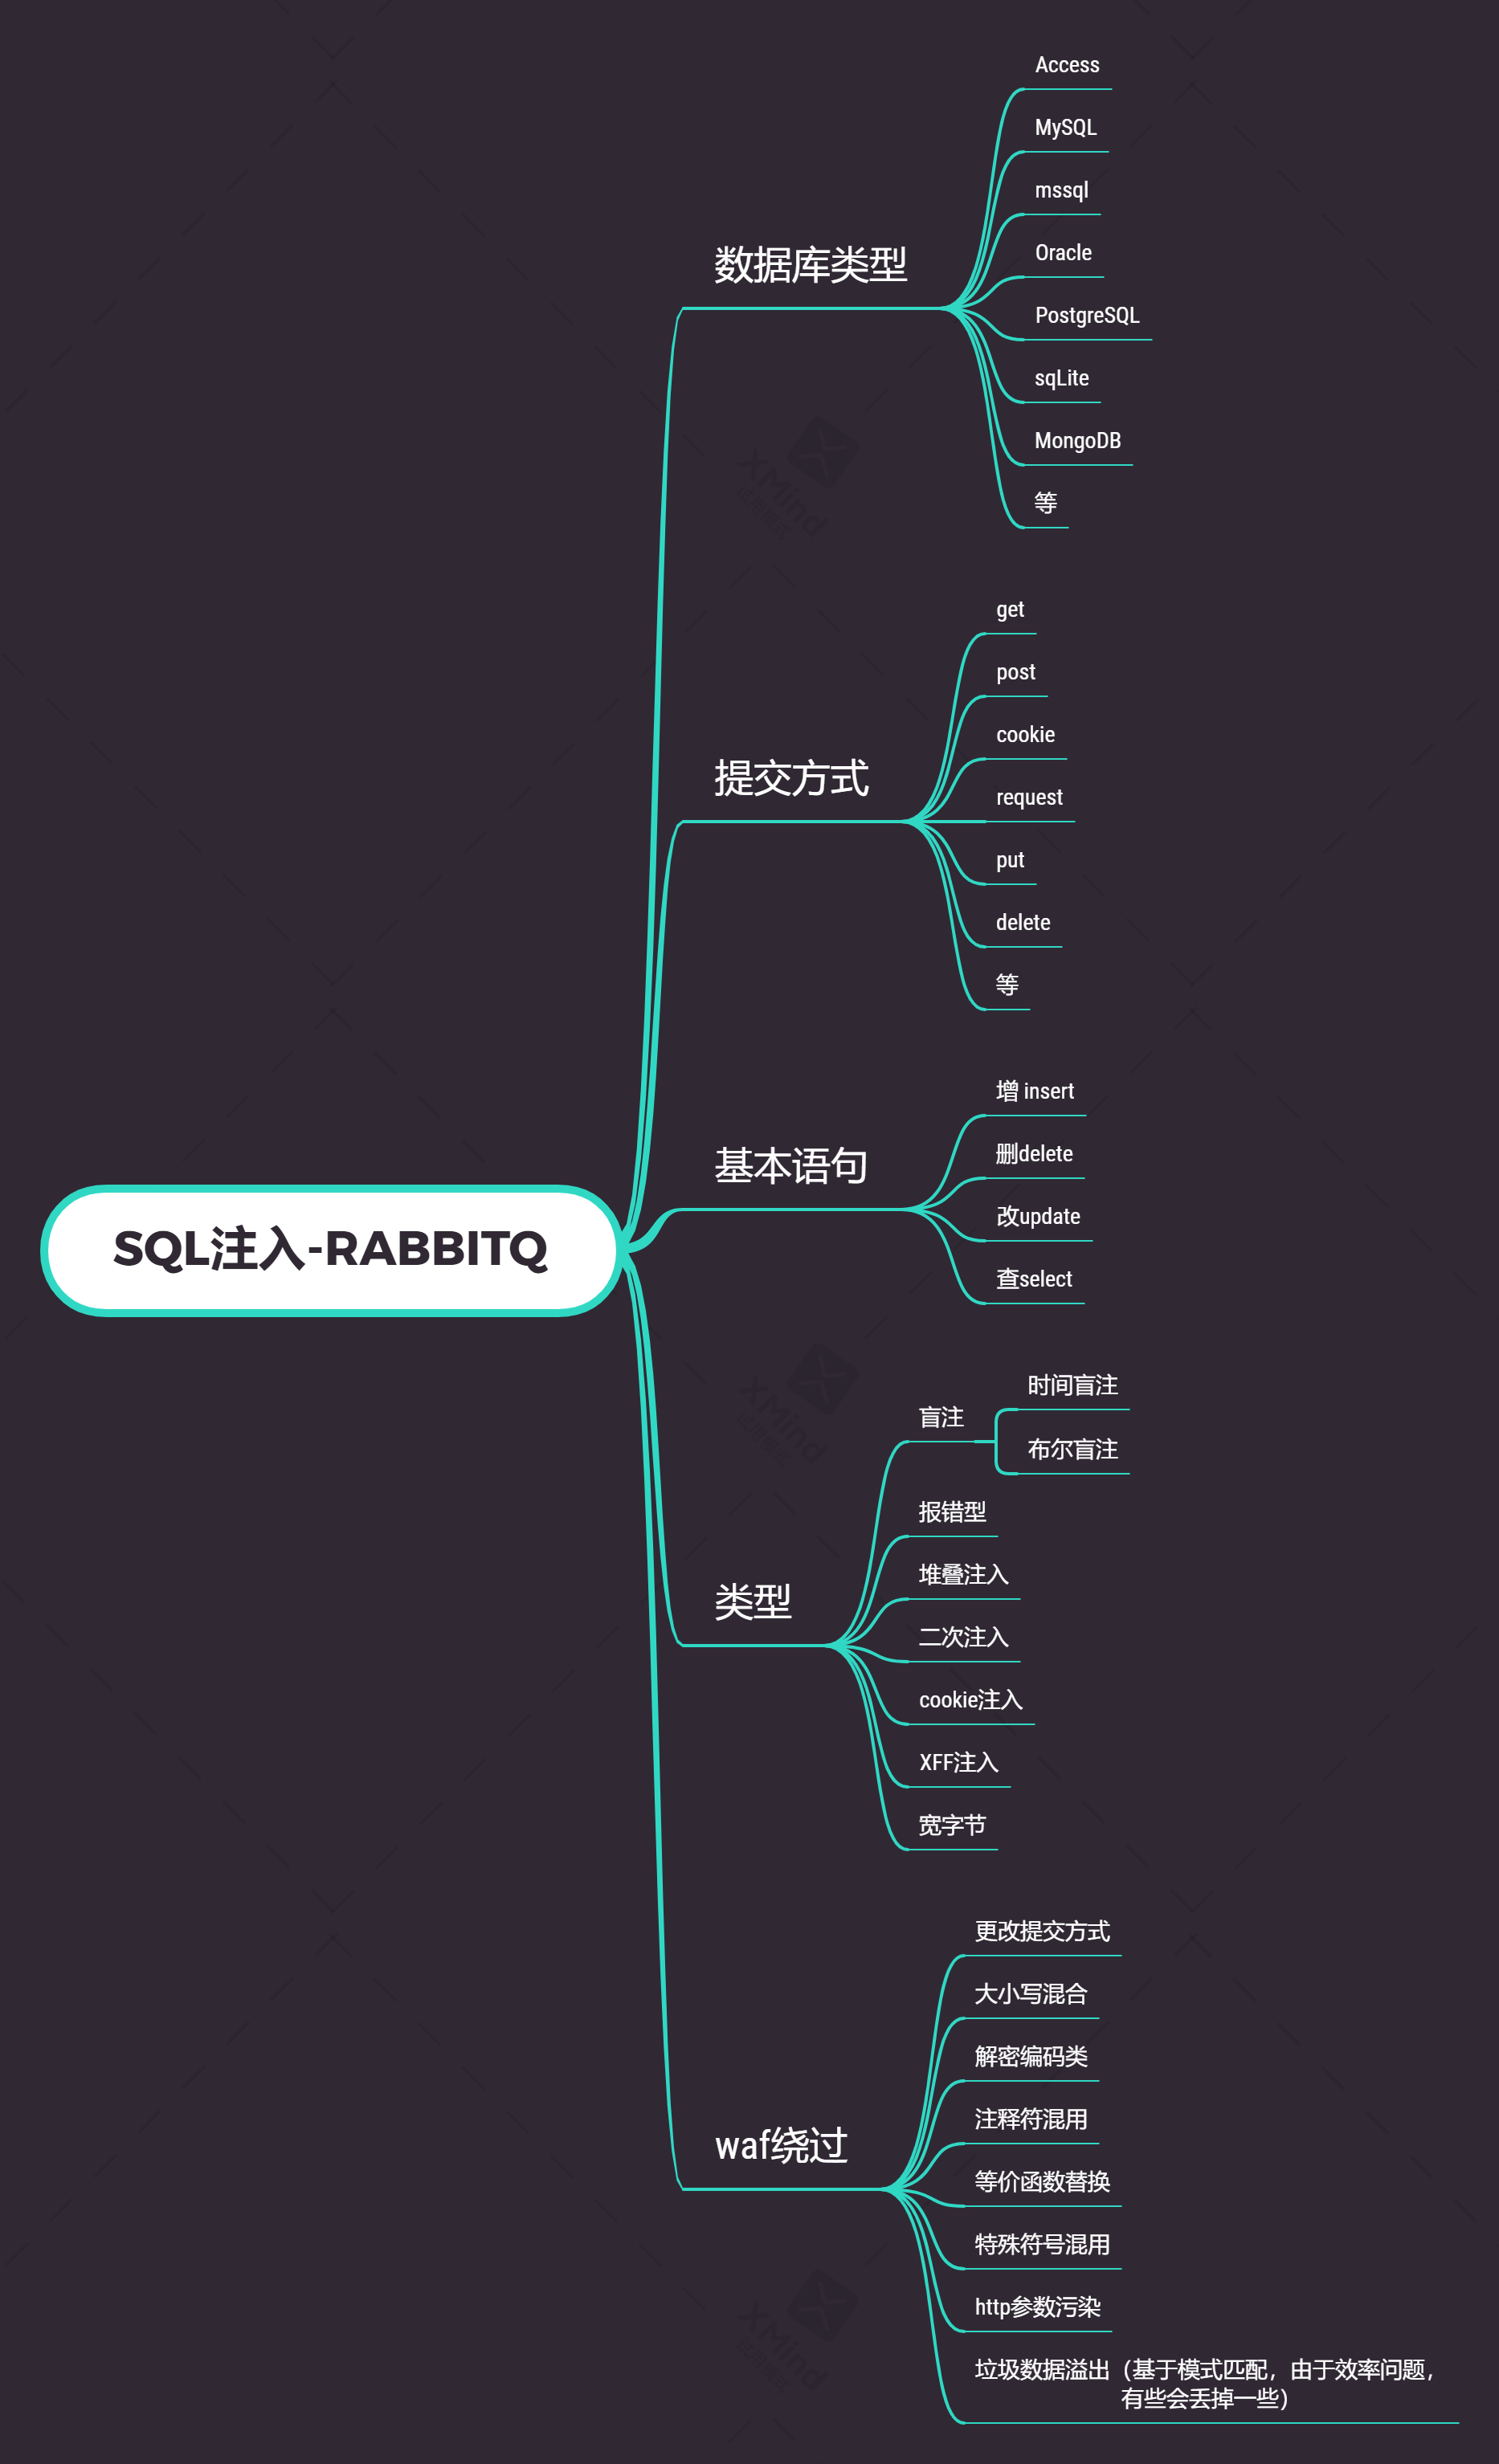 Access
MySQL
mssql
数据库类型
Oracle
PostgreSQL
sqLite
MongoDB
等
get
post
cookie
提交方式
request
put
delete
等
增 insert
删delete
基本语句
改update
查select
SQL注入-RABBITQ
时间盲注
盲注
布尔盲注
报错型
堆叠注入
类型
二次注入
cookie注入
XFF注入
宽字节
更改提交方式
大小写混合
解密编码类
注释符混用
waf绕过
等价函数替换
特殊符号混用
http参数污染
垃圾数据溢出（基于模式匹配，由于效率问题，
有些会丢掉一些）
XMind
XMind
XMind